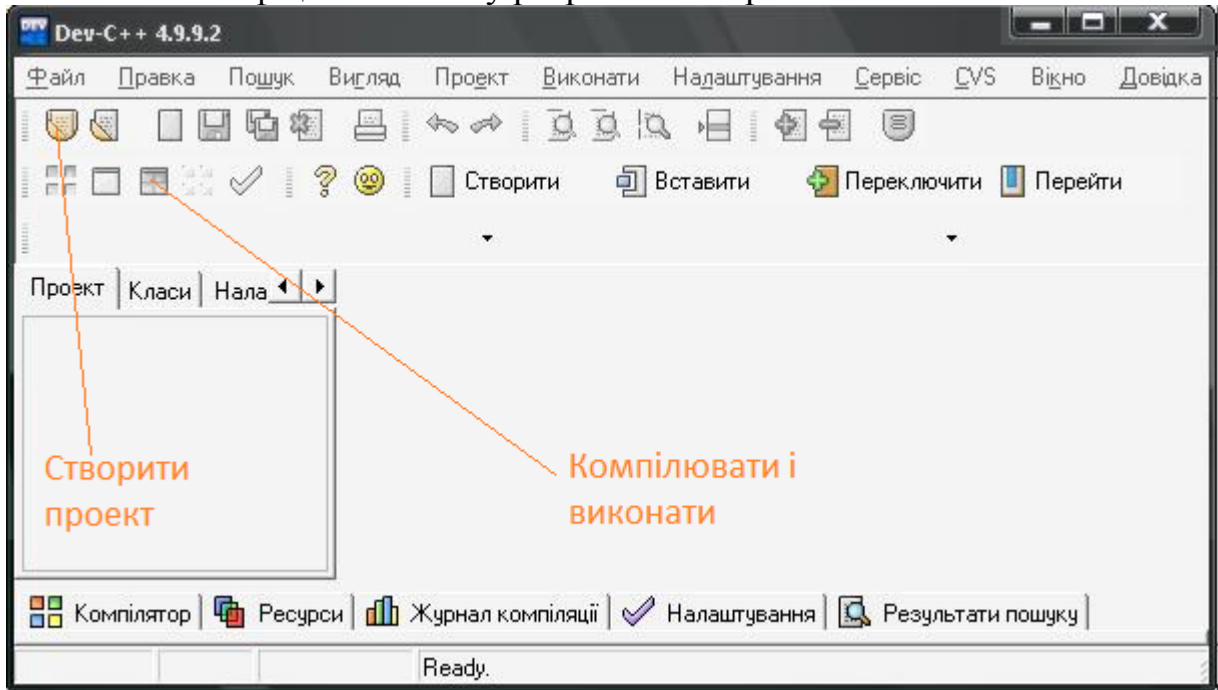 Dev-C++ 4.9.9.2
Файл Правка Пошук Вигляд Проект Виконати Налаштування Сервіс CVS Вікно Довідка
Створити Вставити Переключити Перейти
Проект Класи Нала
Створити
проект
Компілювати і
виконати
Компілятор Ресурси Журнал компіляції Налаштування Результати пошуку
Ready.